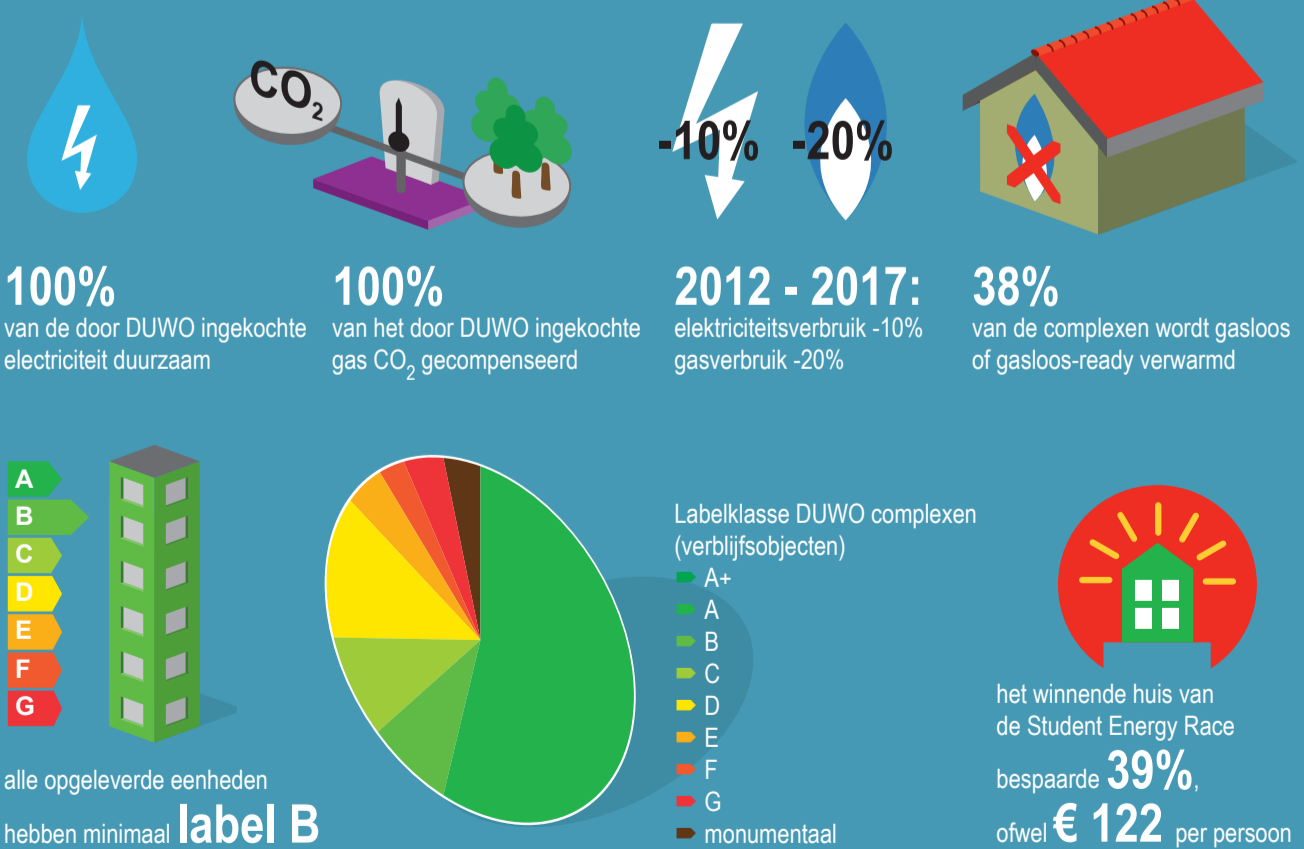 CO2
-10% -20%
100%
van de door DUWO ingekochte
electriciteit duurzaam
100%
van het door DUWO ingekochte
gas CO2 gecompenseerd
2012 - 2017:
elektriciteitsverbruik -10%
gasverbruik -20%
38%
van de complexen wordt gasloos
of gasloos-ready verwarmd
A
B
C
D
E
F
G
alle opgeleverde eenheden
hebben minimaal label B
Labelklasse DUWO complexen
(verblijfsobjecten)
A+
A
B
C
D
E
F
G
monumentaal
het winnende huis van
de Student Energy Race
bespaarde 39%,
ofwel € 122 per persoon